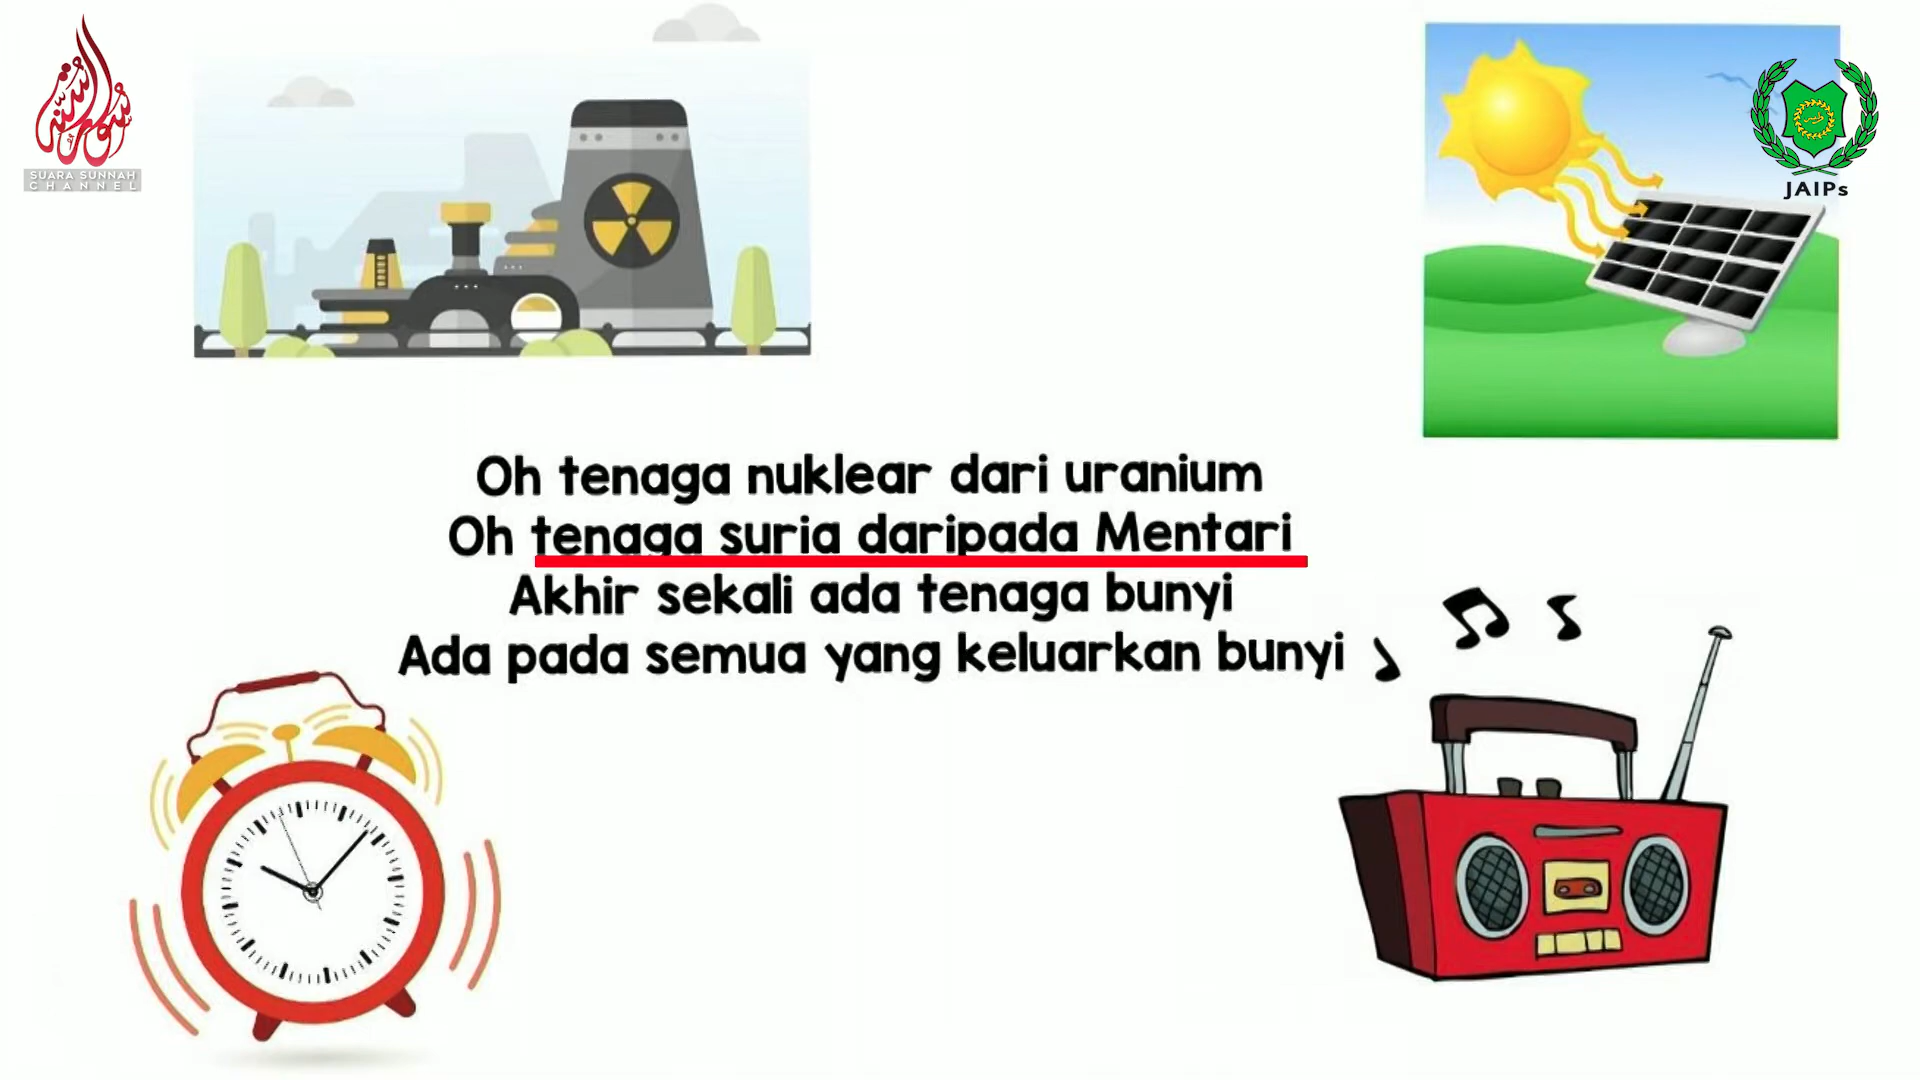 SUARA SUNNAH
CHANNEL
JAIPs
Oh tenaga nuklear dari uranium
Oh tenaga suria daripada Mentari
Akhir sekali ada tenaga bunyi
Ada pada semua yang keluarkan bunyi